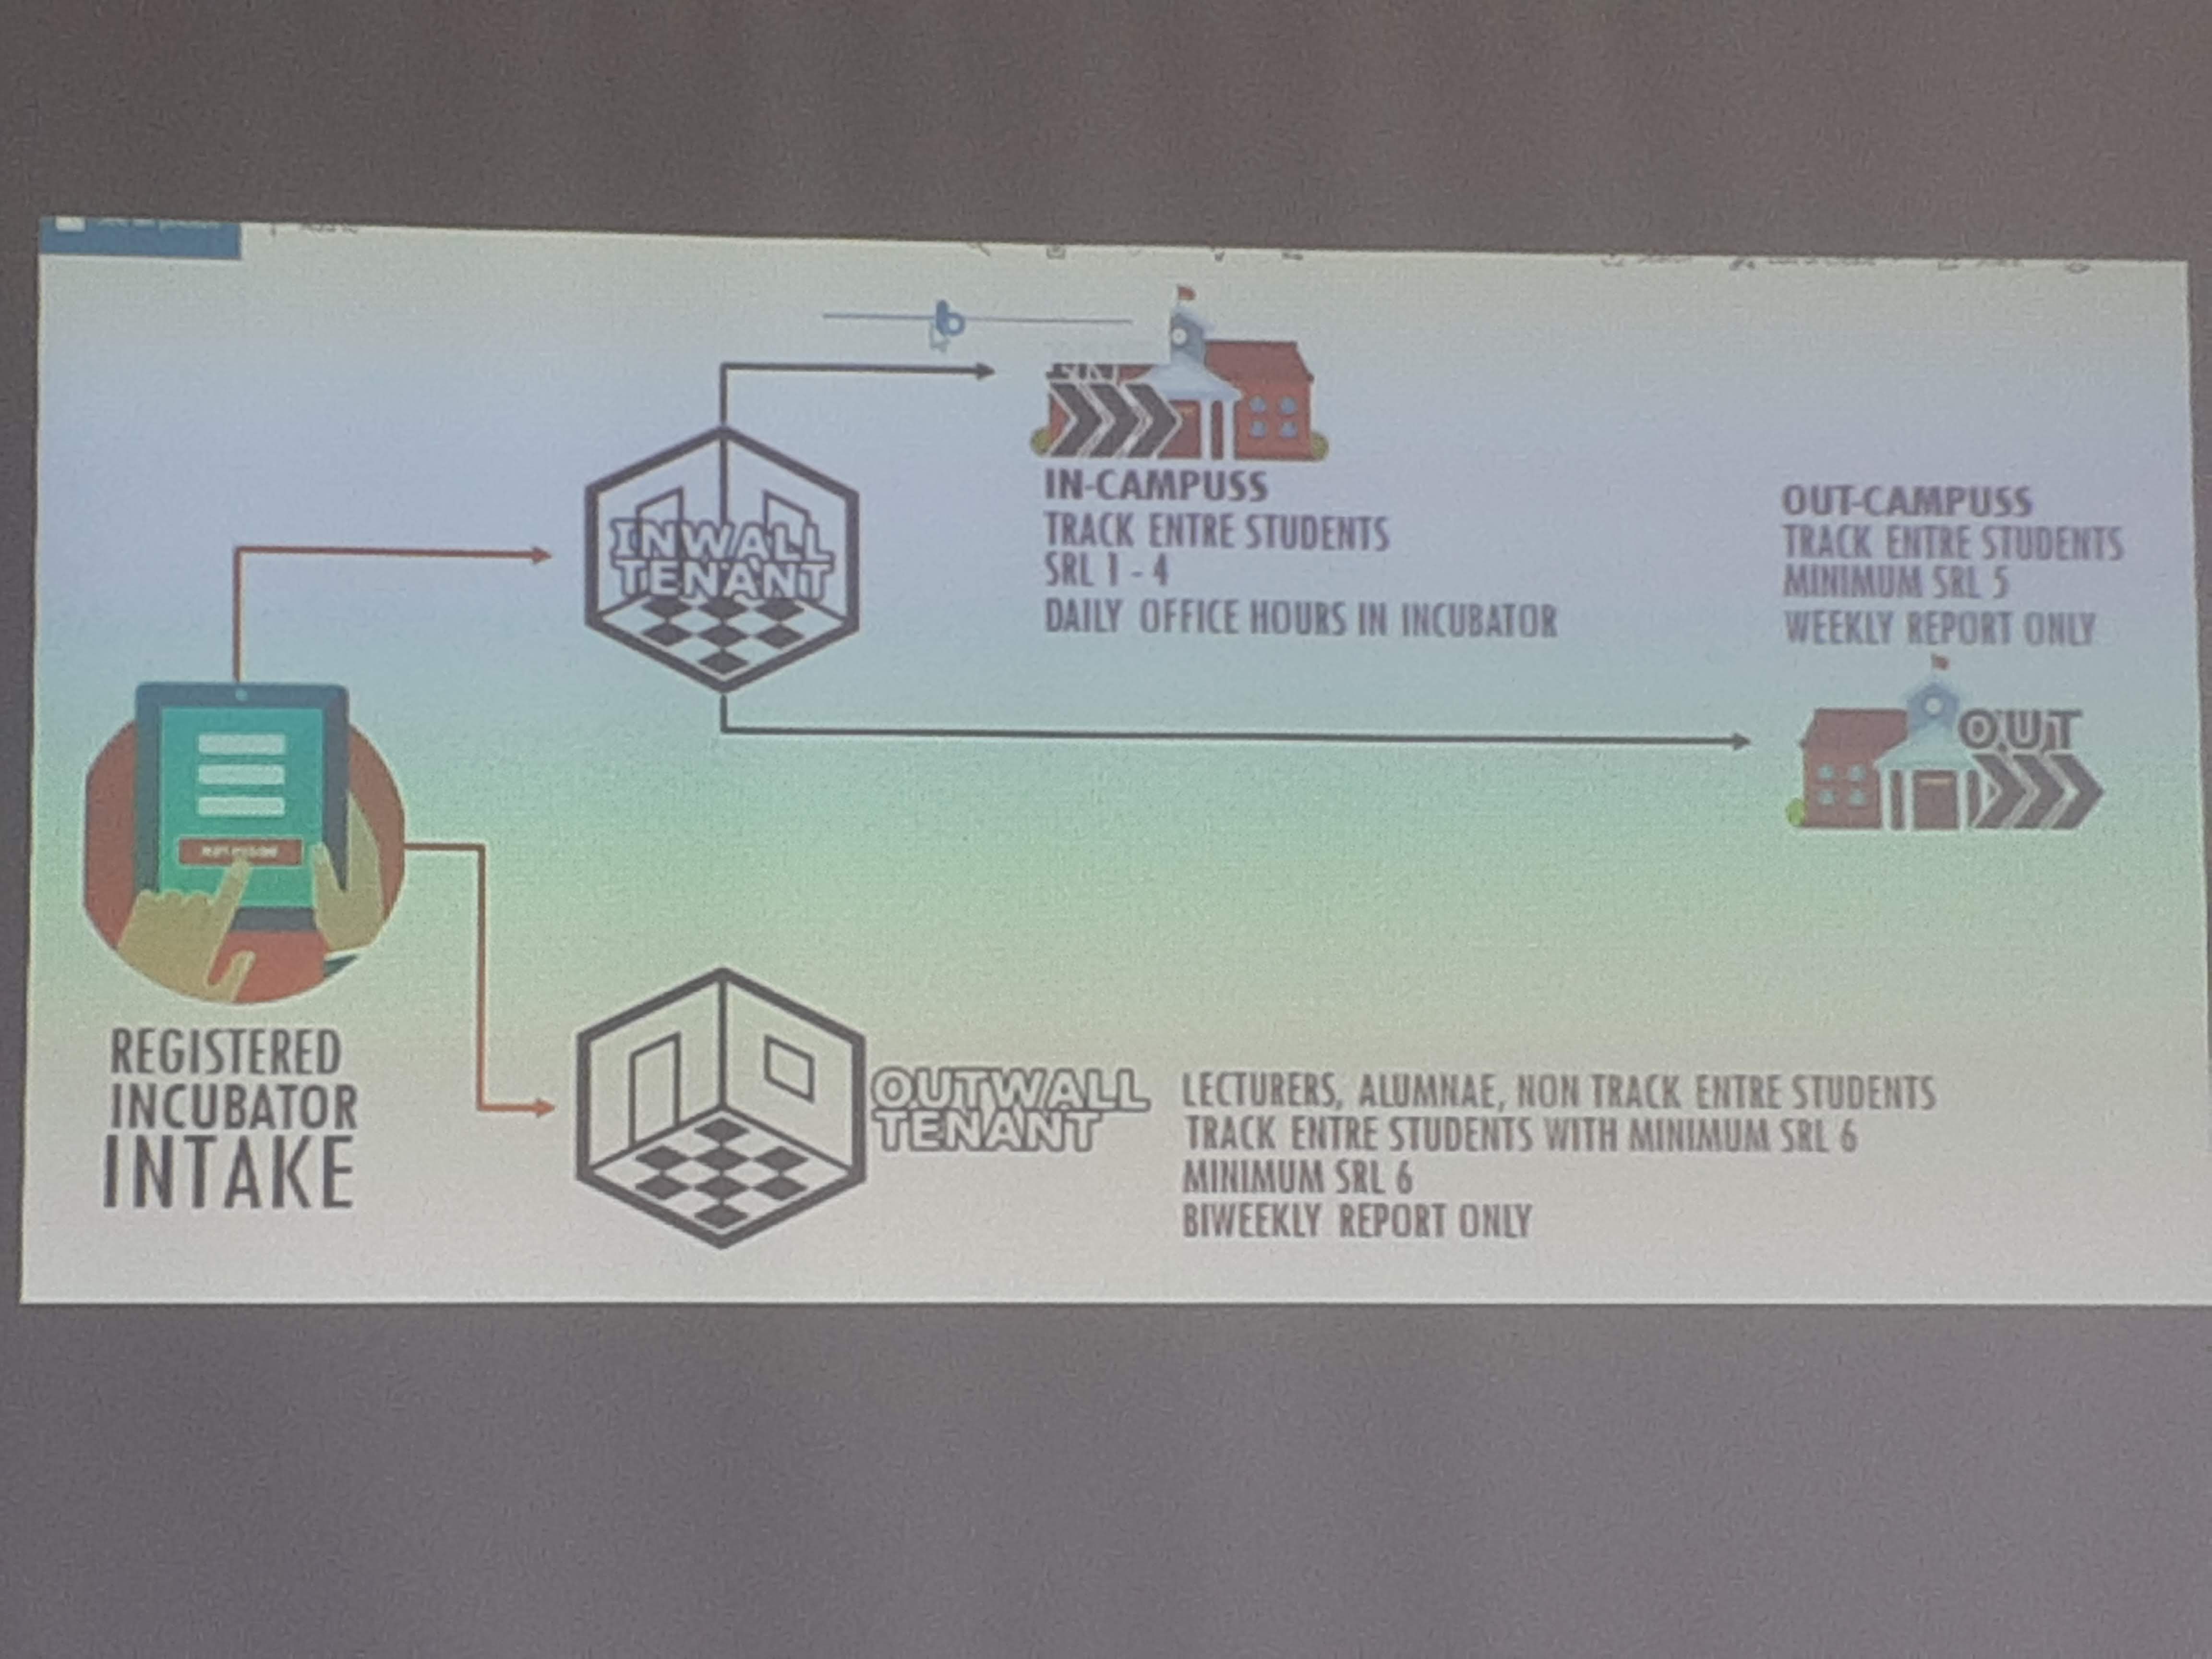 IN
INWALL
TENANT
IN-CAMPUSS
TRACK ENTRE STUDENTS
SRL 1 - 4
DAILY OFFICE HOURS IN INCUBATOR
OUT-CAMPUSS
TRACK ENTRE STUDENTS
MINIMUM SRL 5
WEEKLY REPORT ONLY
OUT
REGISTERED
INCUBATOR
INTAKE
OUTWALL
TENANT
LECTURERS, ALUMNAE, NON TRACK ENTRE STUDENTS
TRACK ENTRE STUDENTS WITH MINIMUM SRL 6
MINIMUM SRL 6
BIWEEKLY REPORT ONLY